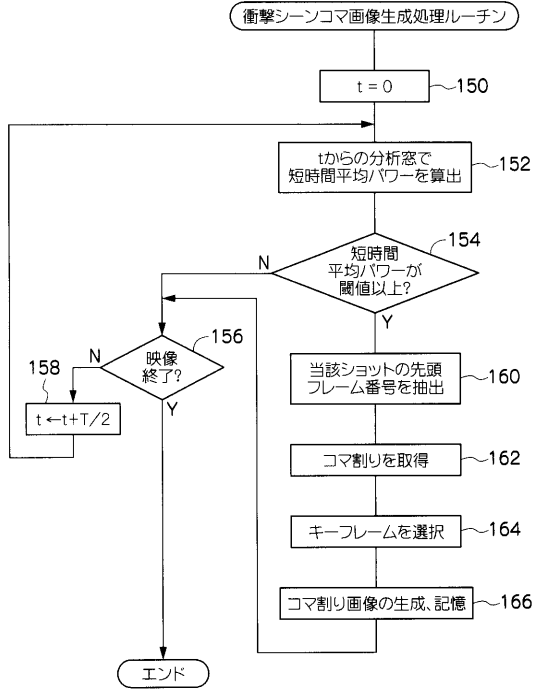 衝撃シーンコマ画像生成処理ルーチン
t = 0
150
tからの分析窓で
短時間平均パワーを算出
152
短時間
平均パワーが
閾値以上?
154
N
Y
映像
終了?
156
N
Y
158
t ←t+T/2
当該ショットの先頭
フレーム番号を抽出
160
コマ割りを取得
162
キーフレームを選択
164
コマ割り画像の生成、記憶
166
エンド